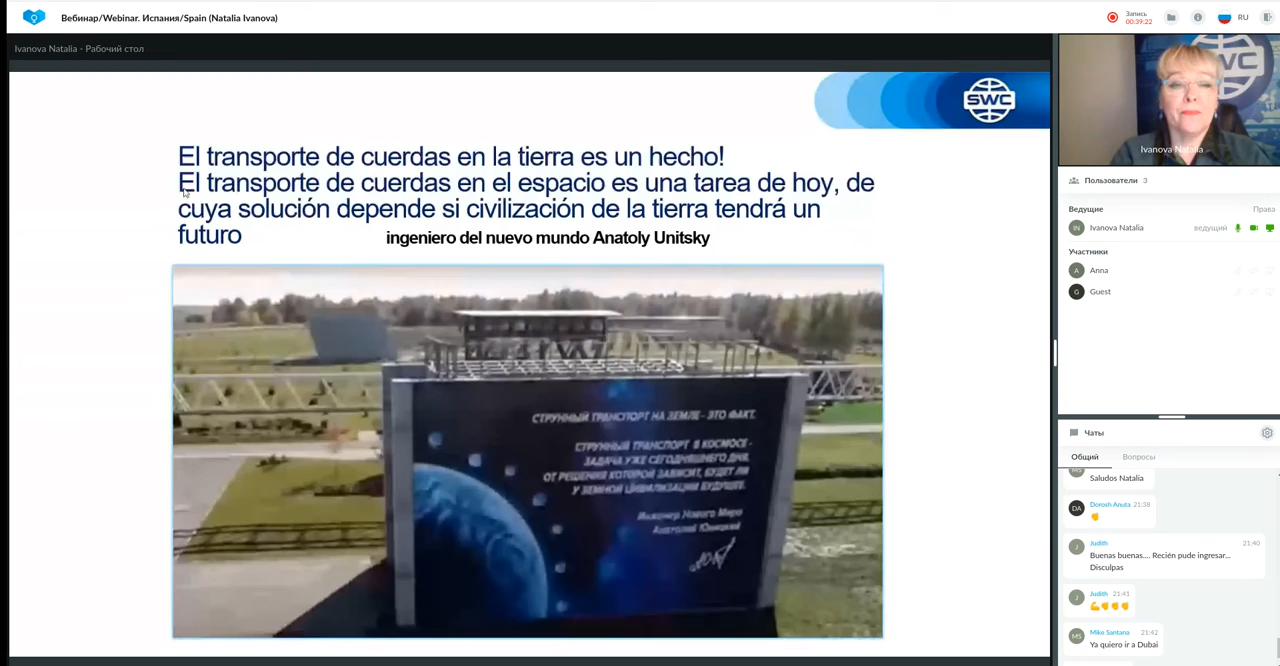 Вебинар/Webinar. Испания/Spain (Natalia Ivanova)
Запись
00:39:22
RU
Ivanova Natalia - Рабочий стол
SWC
El transporte de cuerdas en la tierra es un hecho!
El transporte de cuerdas en el espacio es una tarea de hoy, de
cuya solución depende si civilización de la tierra tendrá un
futuro
ingeniero del nuevo mundo Anatoly Unitsky
СТРУННЫЙ ТРАНСПОРТ НА ЗЕМЛЕ - ЭТО ФАКТ.
СТРУННЫЙ ТРАНСПОРТ В КОСМОСЕ -
ЗАДАЧА УЖЕ СЕГОДНЯШНЕГО ДНЯ,
ОТ РЕШЕНИЯ КОТОРОЙ ЗАВИСИТ, БУДЕТ ЛИ
У ЗЕМНОЙ ЦИВИЛИЗАЦИИ БУДУЩЕЕ.
Инженер Нового Мира
Анатолий Юницкий
WC
Ivanova Natalia
Пользователи 3
Ведущие Права
IN Ivanova Natalia ведущий
Участники
A Anna
G Guest
Чаты
Общий Вопросы
MS
Saludos Natalia
DA Dorosh Anuta 21:38
J Judith 21:40
Buenas buenas.... Recién pude ingresar...
Disculpas
J Judith 21:41
MS Mike Santana 21:42
Ya quiero ir a Dubai